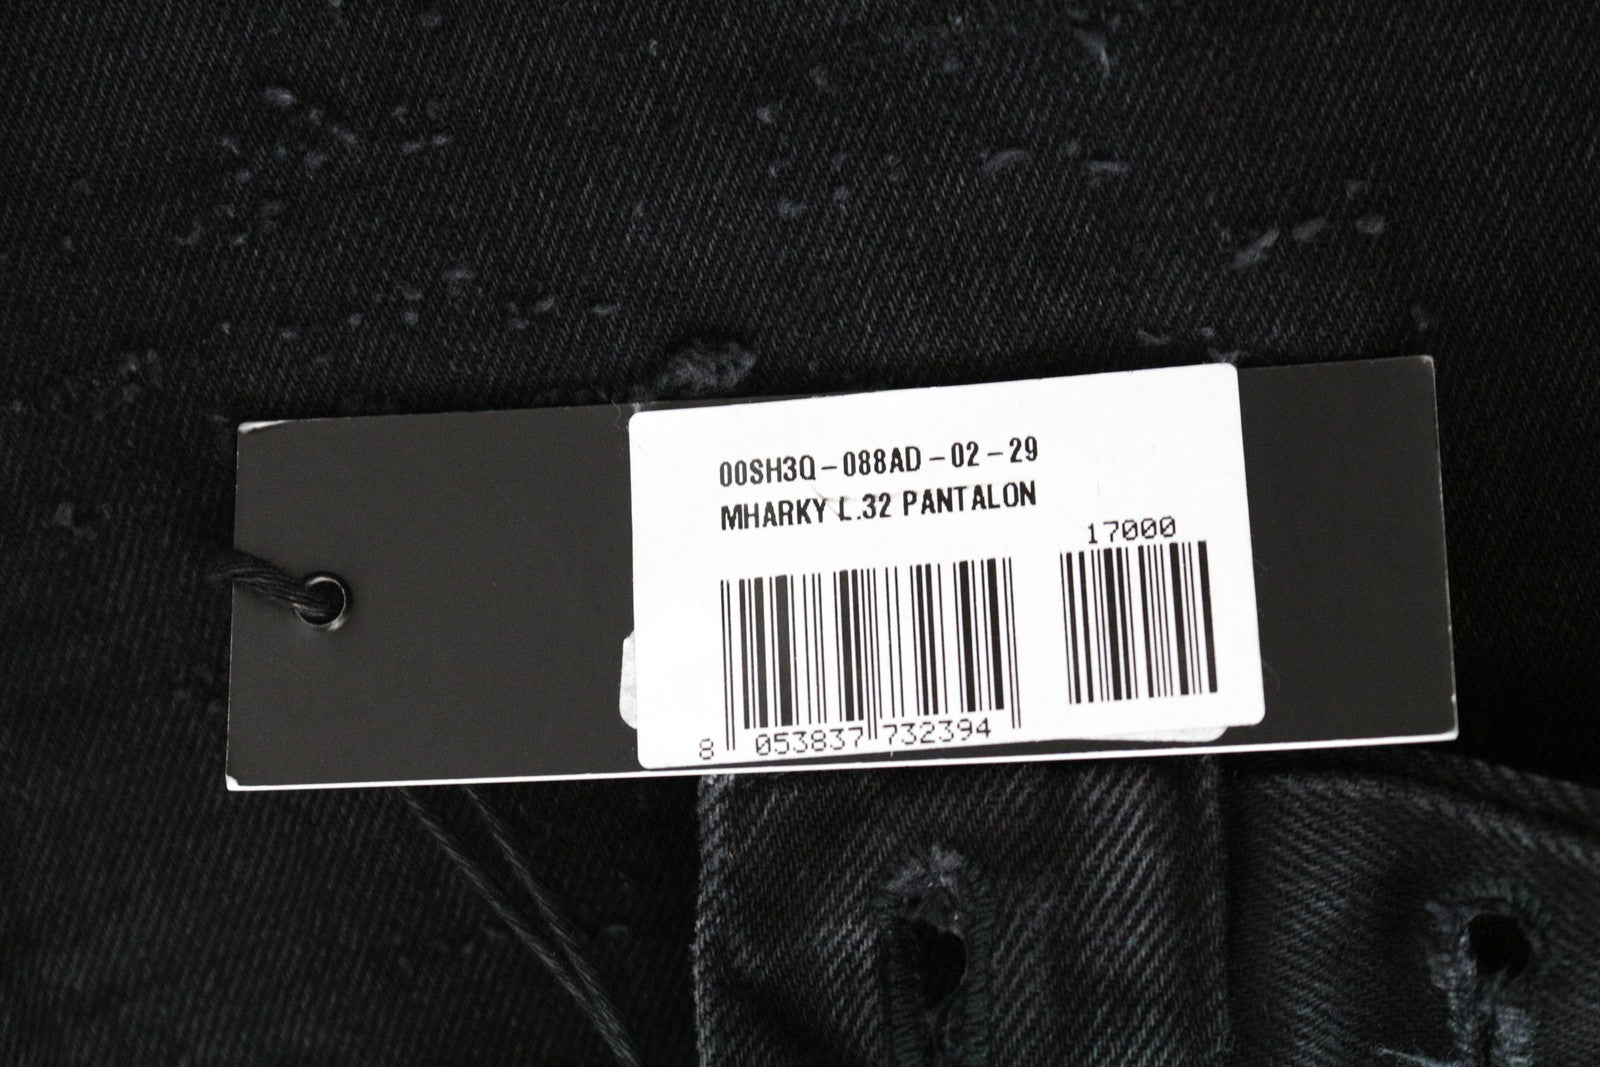 00SH3Q-088AD-02-29
MHARKY L.32 PANTALON
17000
8 053837 732394